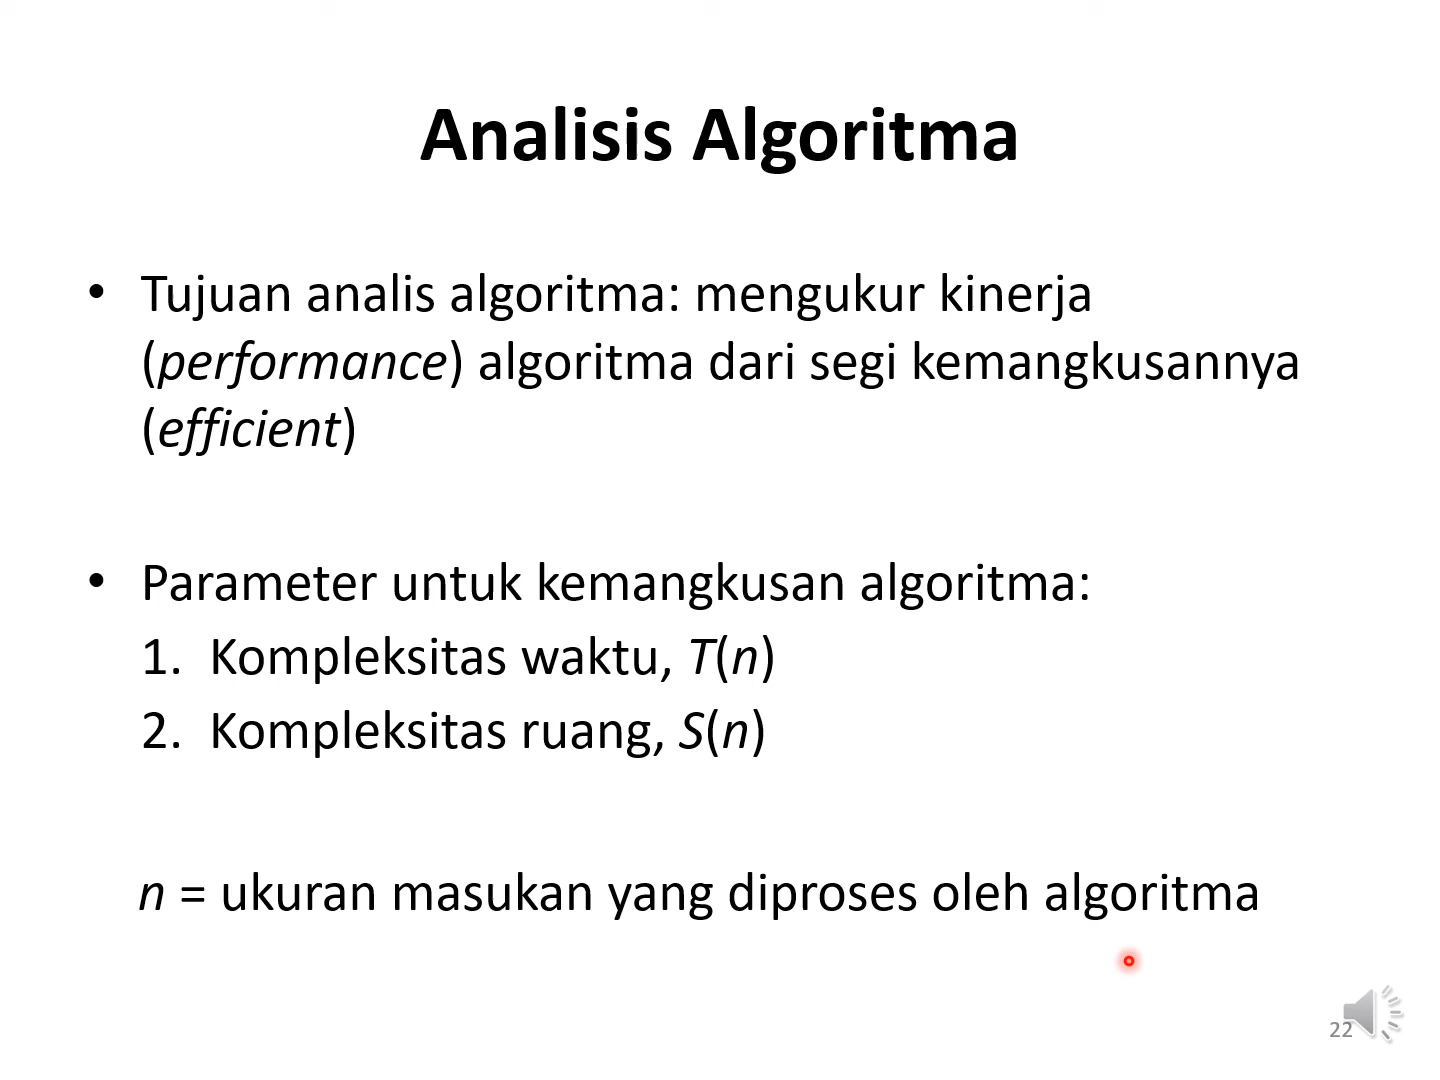 Analisis Algoritma
• Tujuan analis algoritma: mengukur kinerja
(performance) algoritma dari segi kemangkusannya
(efficient)
• Parameter untuk kemangkusan algoritma:
1. Kompleksitas waktu, T(n)
2. Kompleksitas ruang, S(n)
n = ukuran masukan yang diproses oleh algoritma
22